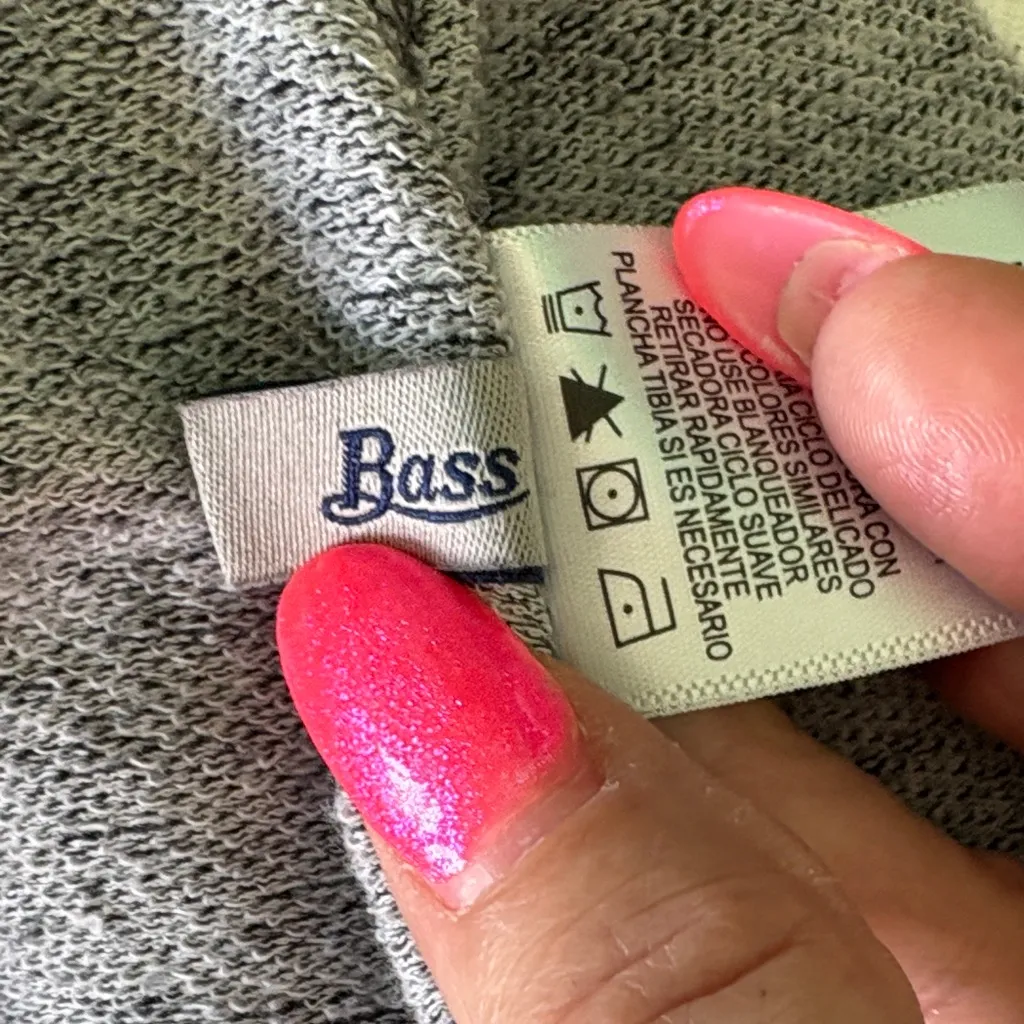 Bass
CICLO DELICADO
COLORES SIMILARES
NO USE BLANQUEADOR
SECADORA CICLO SUAVE
RETIRAR RAPIDAMENTE
PLANCHA TIBIA SI ES NECESARIO